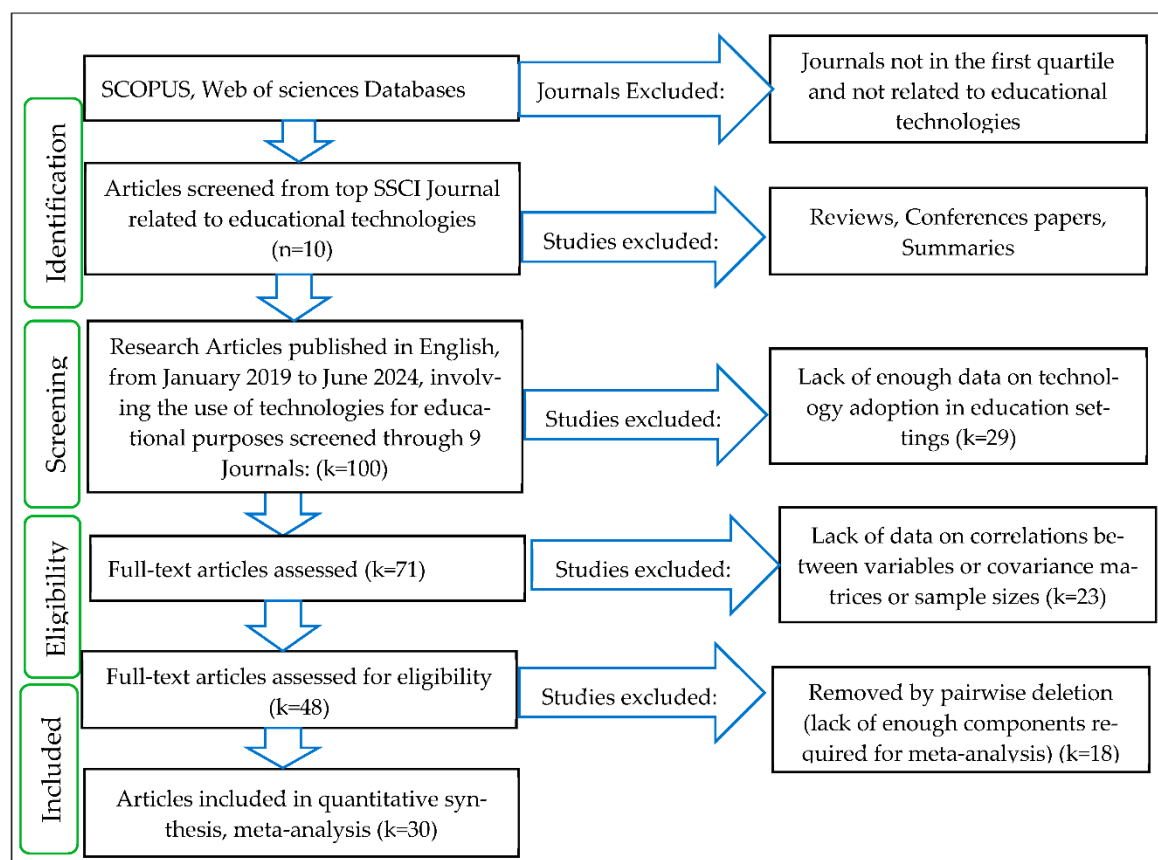 SCOPUS, Web of sciences Databases
Journals Excluded:
Journals not in the first quartile
and not related to educational
technologies
Identification
Articles screened from top SSCI Journal
related to educational technologies
(n=10)
Studies excluded:
Reviews, Conferences papers,
Summaries
Screening
Research Articles published in English,
from January 2019 to June 2024, involv-
ing the use of technologies for educa-
tional purposes screened through 9
Journals: (k=100)
Studies excluded:
Lack of enough data on technol-
ogy adoption in education set-
tings (k=29)
Eligibility
Full-text articles assessed (k=71)
Studies excluded:
Lack of data on correlations be-
tween variables or covariance ma-
trices or sample sizes (k=23)
Full-text articles assessed for eligibility
(k=48)
Studies excluded:
Removed by pairwise deletion
(lack of enough components re-
quired for meta-analysis) (k=18)
Included
Articles included in quantitative syn-
thesis, meta-analysis (k=30)